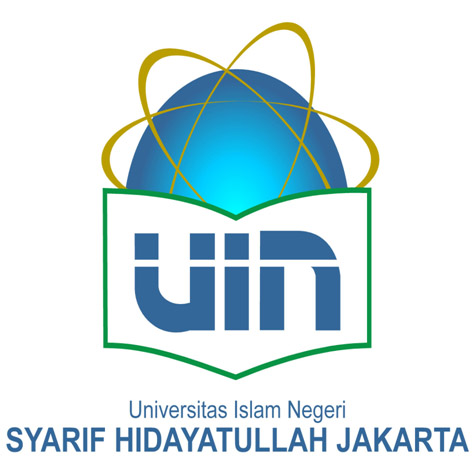 UIN
Universitas Islam Negeri
SYARIF HIDAYATULLAH JAKARTA